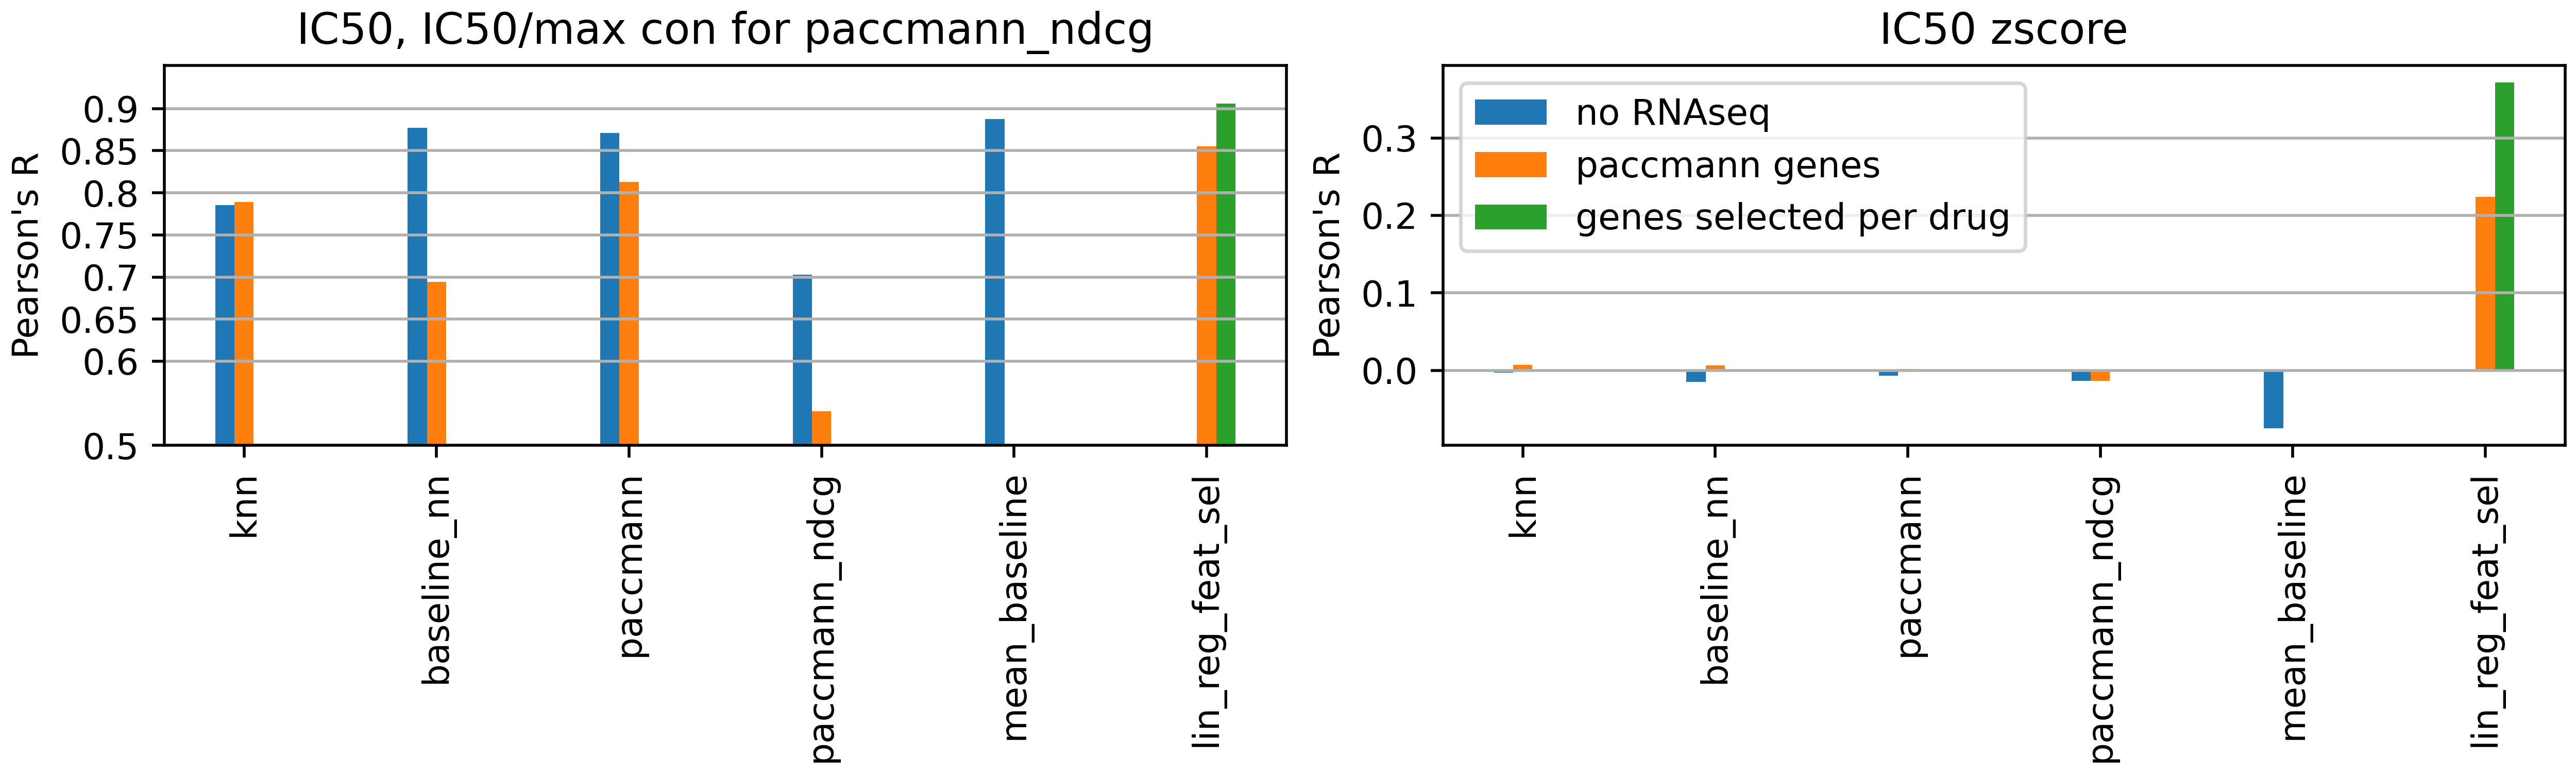 IC50, IC50/max con for paccmann_ndcg
Pearson's R
0.9
0.85
0.8
0.75
0.7
0.65
0.6
0.5
knn
baseline_nn
paccmann
paccmann_ndcg
mean_baseline
lin_reg_feat_sel
IC50 zscore
Pearson's R
0.3
0.2
0.1
0.0
no RNAseq
paccmann genes
genes selected per drug
knn
baseline_nn
paccmann
paccmann_ndcg
mean_baseline
lin_reg_feat_sel